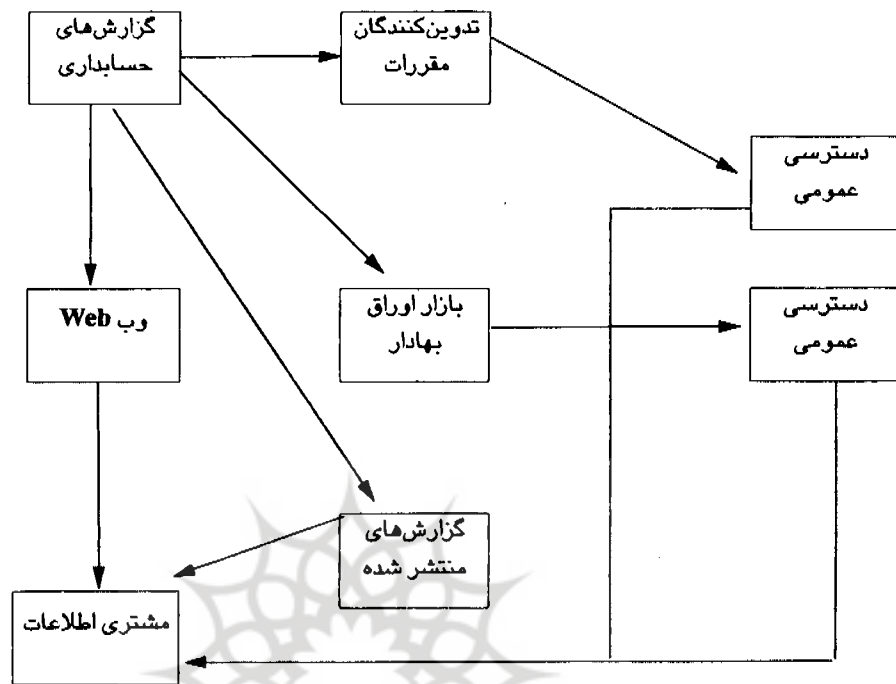 گزارش‌های
حسابداری
تدوین‌کنندگان
مقررات
دسترسی
عمومی
وب Web
بازار اوراق
بهادار
دسترسی
عمومی
گزارش‌های
منتشر شده
مشتری اطلاعات